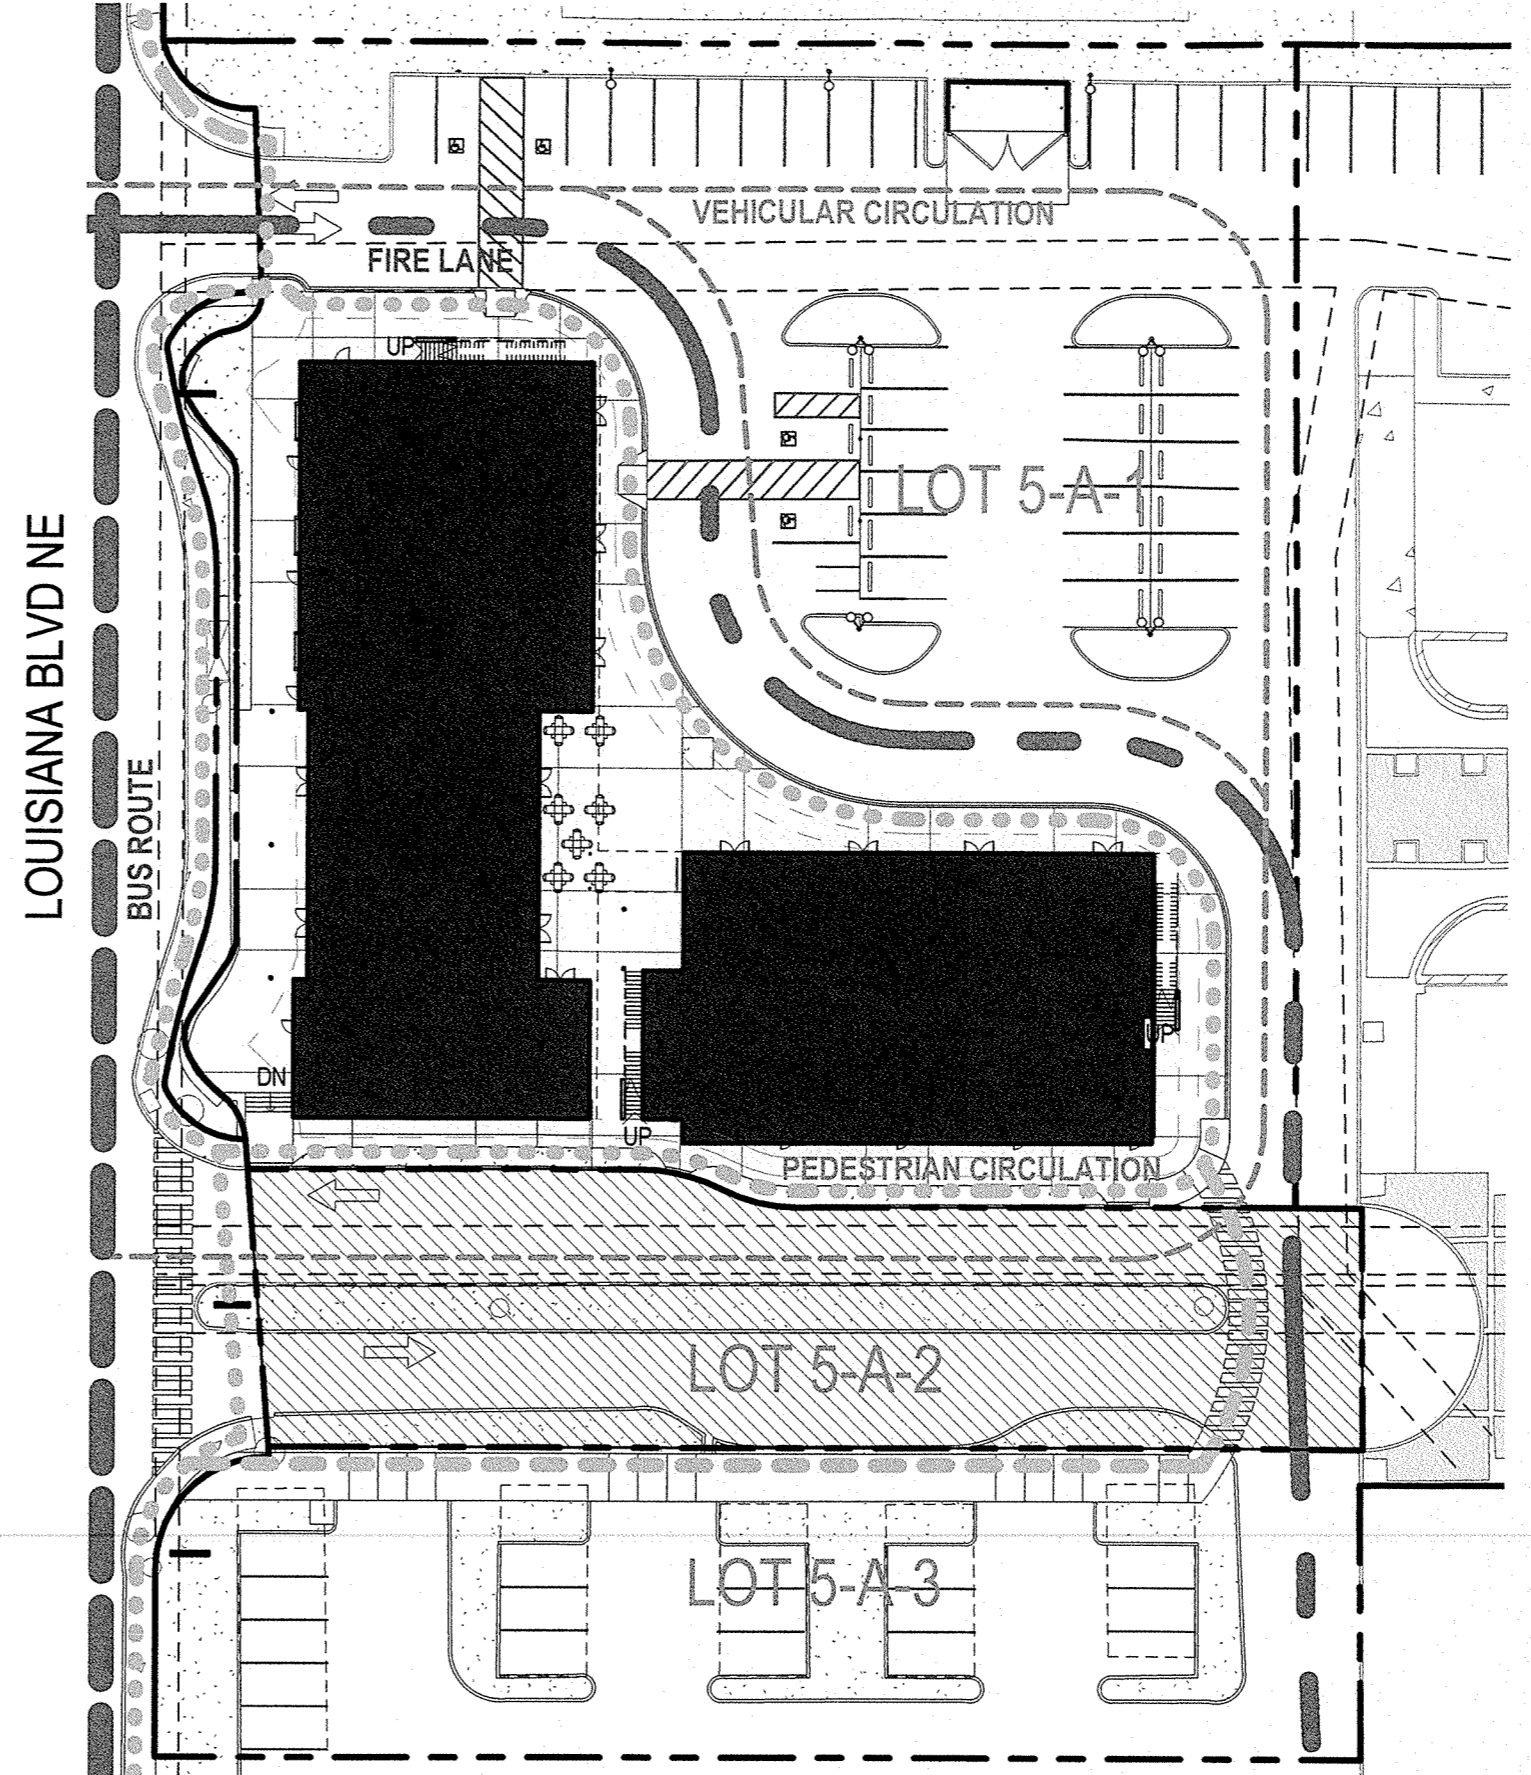 VEHICULAR CIRCULATION
FIRE LANE
UP
LOT 5-A-1
LOUISIANA BLVD NE
BUS ROUTE
UP
DN
UP
PEDESTRIAN CIRCULATION
LOT 5-A-2
LOT 5-A-3